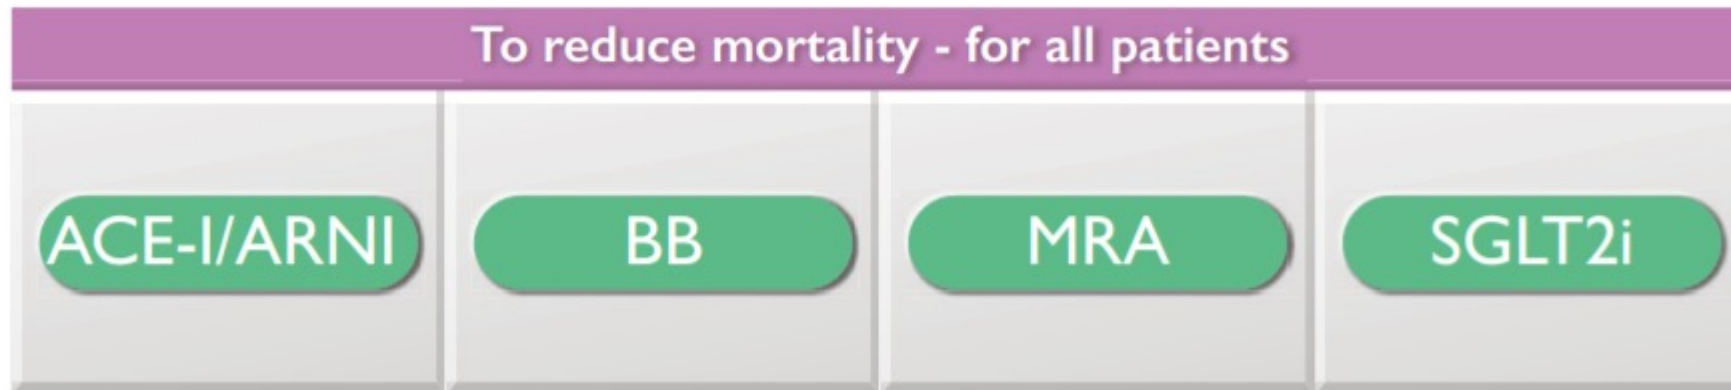 To reduce mortality - for all patients
ACE-I/ARNI
BB
MRA
SGLT2i